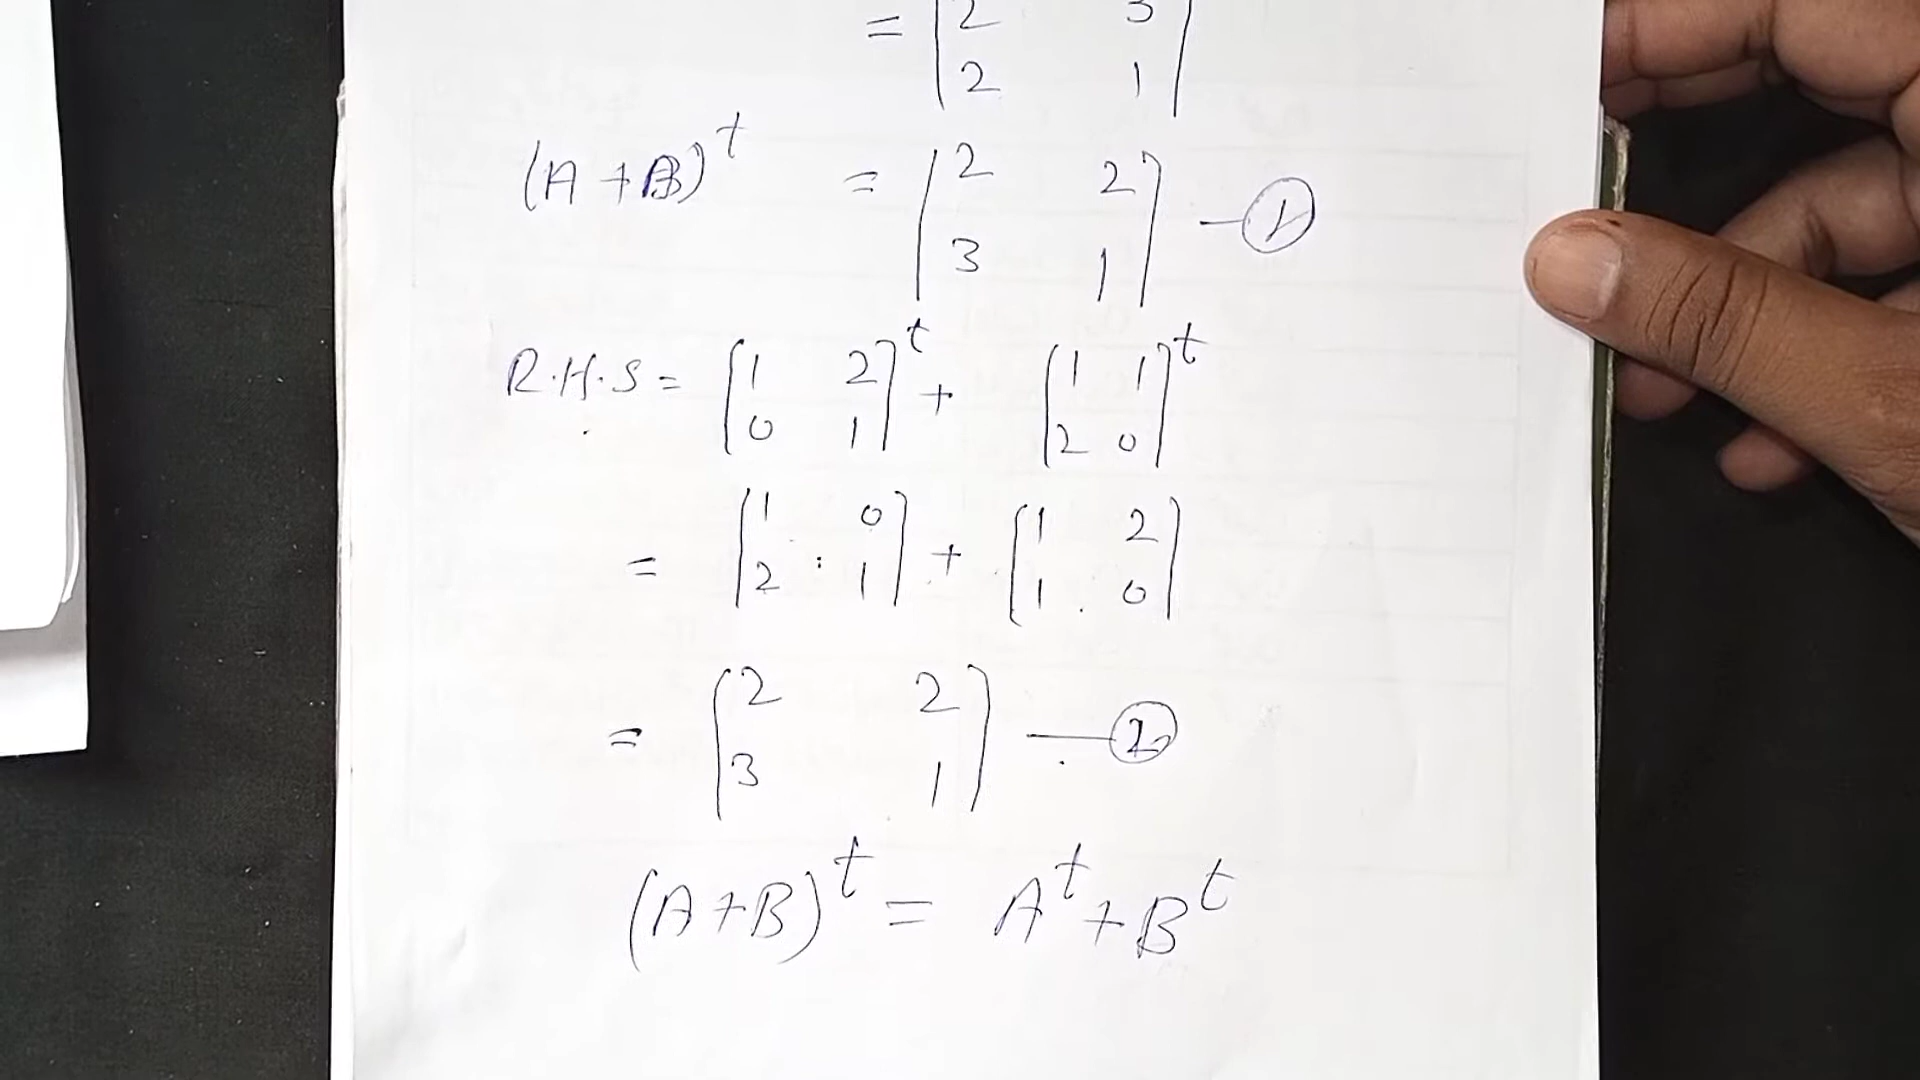 = [2 3
2 1]
(A + B)^t = [2 2
3 1] — ①
R.H.S = [1 2
0 1]^t + [1 1
2 0]^t
= [1 0
2 1] + [1 2
1 0]
= [2 2
3 1] — ②
(A+B)^t = A^t + B^t